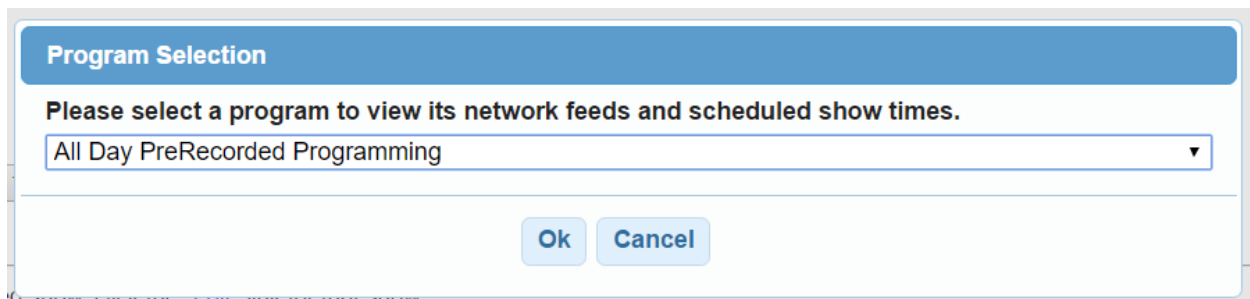 Program Selection
Please select a program to view its network feeds and scheduled show times.
All Day PreRecorded Programming
Ok Cancel